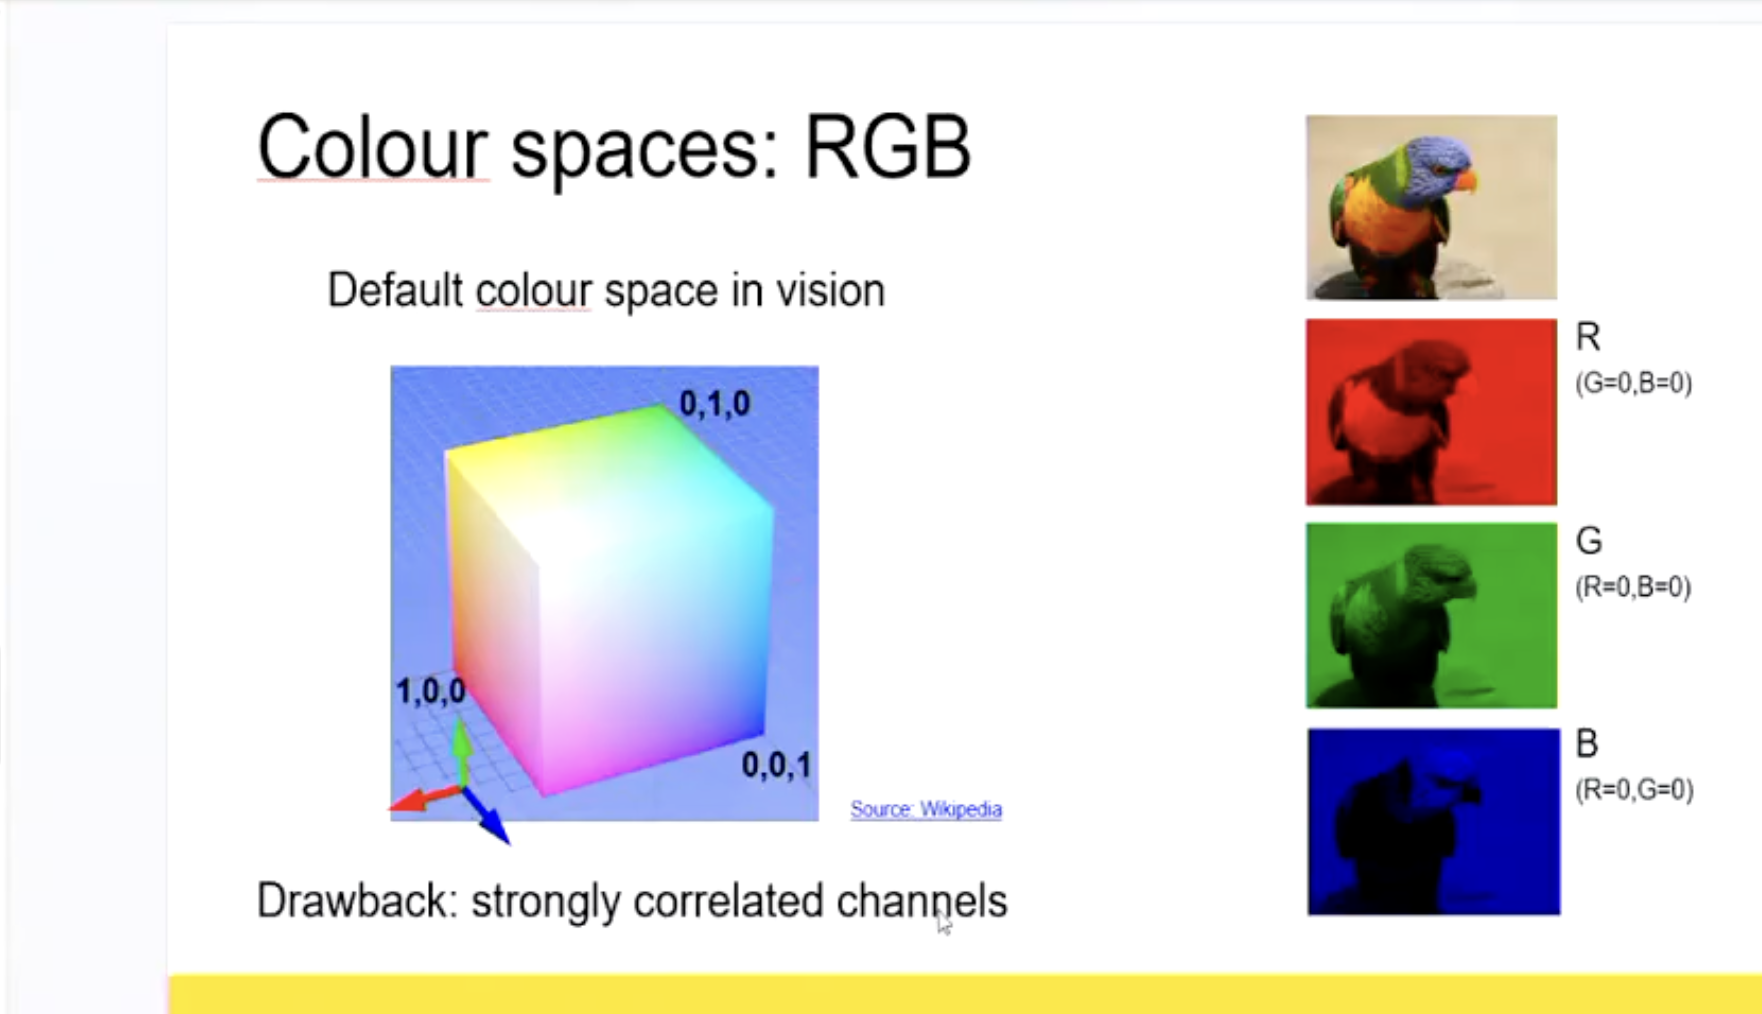 Colour spaces: RGB
Default colour space in vision
0,1,0
1,0,0
0,0,1
Source: Wikipedia
Drawback: strongly correlated channels
R
(G=0,B=0)
G
(R=0,B=0)
B
(R=0,G=0)